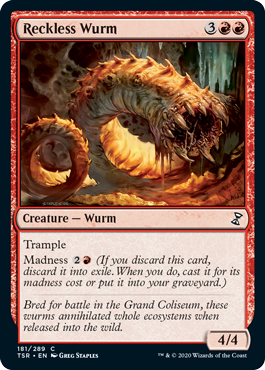 Reckless Wurm 3
Creature — Wurm
Trample
Madness 2 (If you discard this card,
discard it into exile. When you do, cast it for its
madness cost or put it into your graveyard.)
Bred for battle in the Grand Coliseum, these
wurms annihilated whole ecosystems when
released into the wild.
4/4
181/289 C
TSR • EN GREG STAPLES
™ & © 2020 Wizards of the Coast